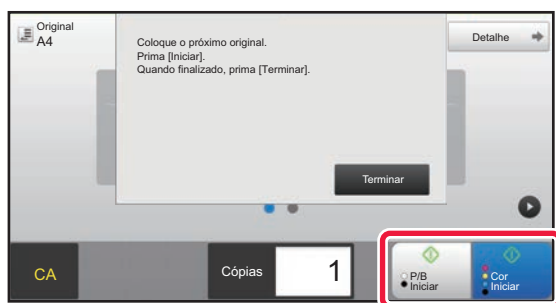 Original
A4
Coloque o próximo original.
Prima [Iniciar].
Quando finalizado, prima [Terminar].
Detalhe
Terminar
CA
Cópias
1
P/B
Iniciar
Cor
Iniciar